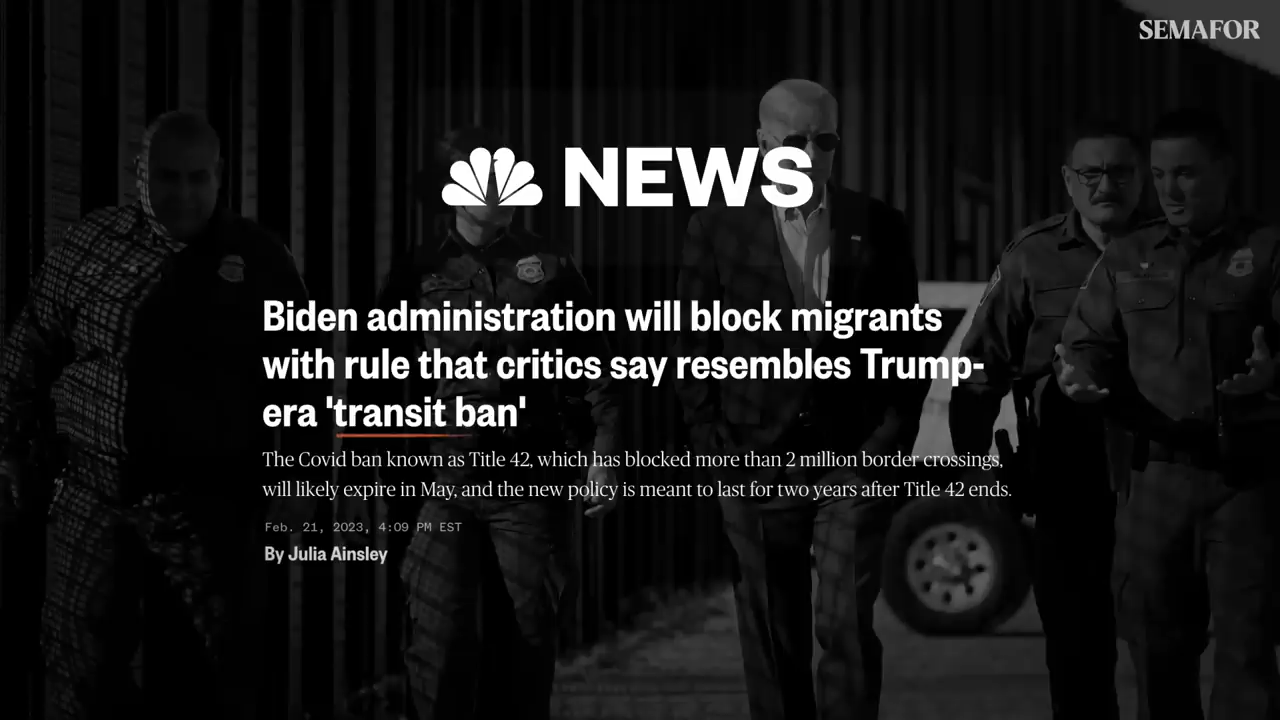 SEMAFOR
NEWS
Biden administration will block migrants
with rule that critics say resembles Trump-
era 'transit ban'
The Covid ban known as Title 42, which has blocked more than 2 million border crossings,
will likely expire in May, and the new policy is meant to last for two years after Title 42 ends.
Feb. 21, 2023, 4:09 PM EST
By Julia Ainsley